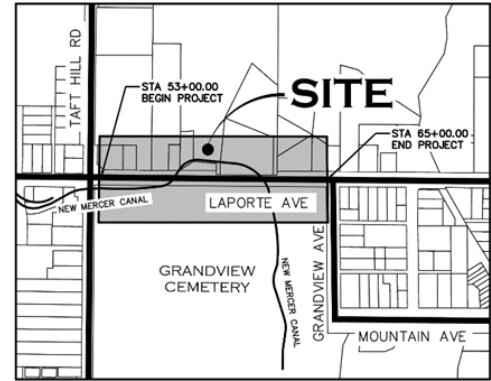 TAFT HILL RD
STA 53+00.00
BEGIN PROJECT
SITE
STA 65+00.00
END PROJECT
NEW MERCER CANAL
LAPORTE AVE
GRANDVIEW
CEMETERY
NEW MERCER CANAL
GRANDVIEW AVE
MOUNTAIN AVE